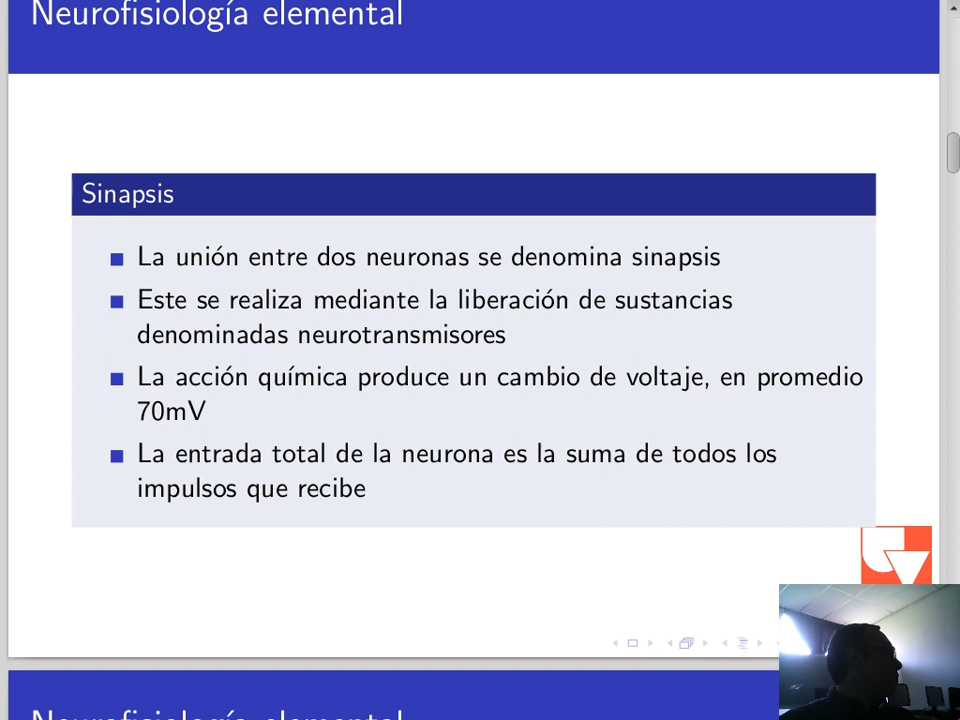 Neurofisiología elemental
Sinapsis
La unión entre dos neuronas se denomina sinapsis
Este se realiza mediante la liberación de sustancias
denominadas neurotransmisores
La acción química produce un cambio de voltaje, en promedio
70mV
La entrada total de la neurona es la suma de todos los
impulsos que recibe
Neurofisiología elemental